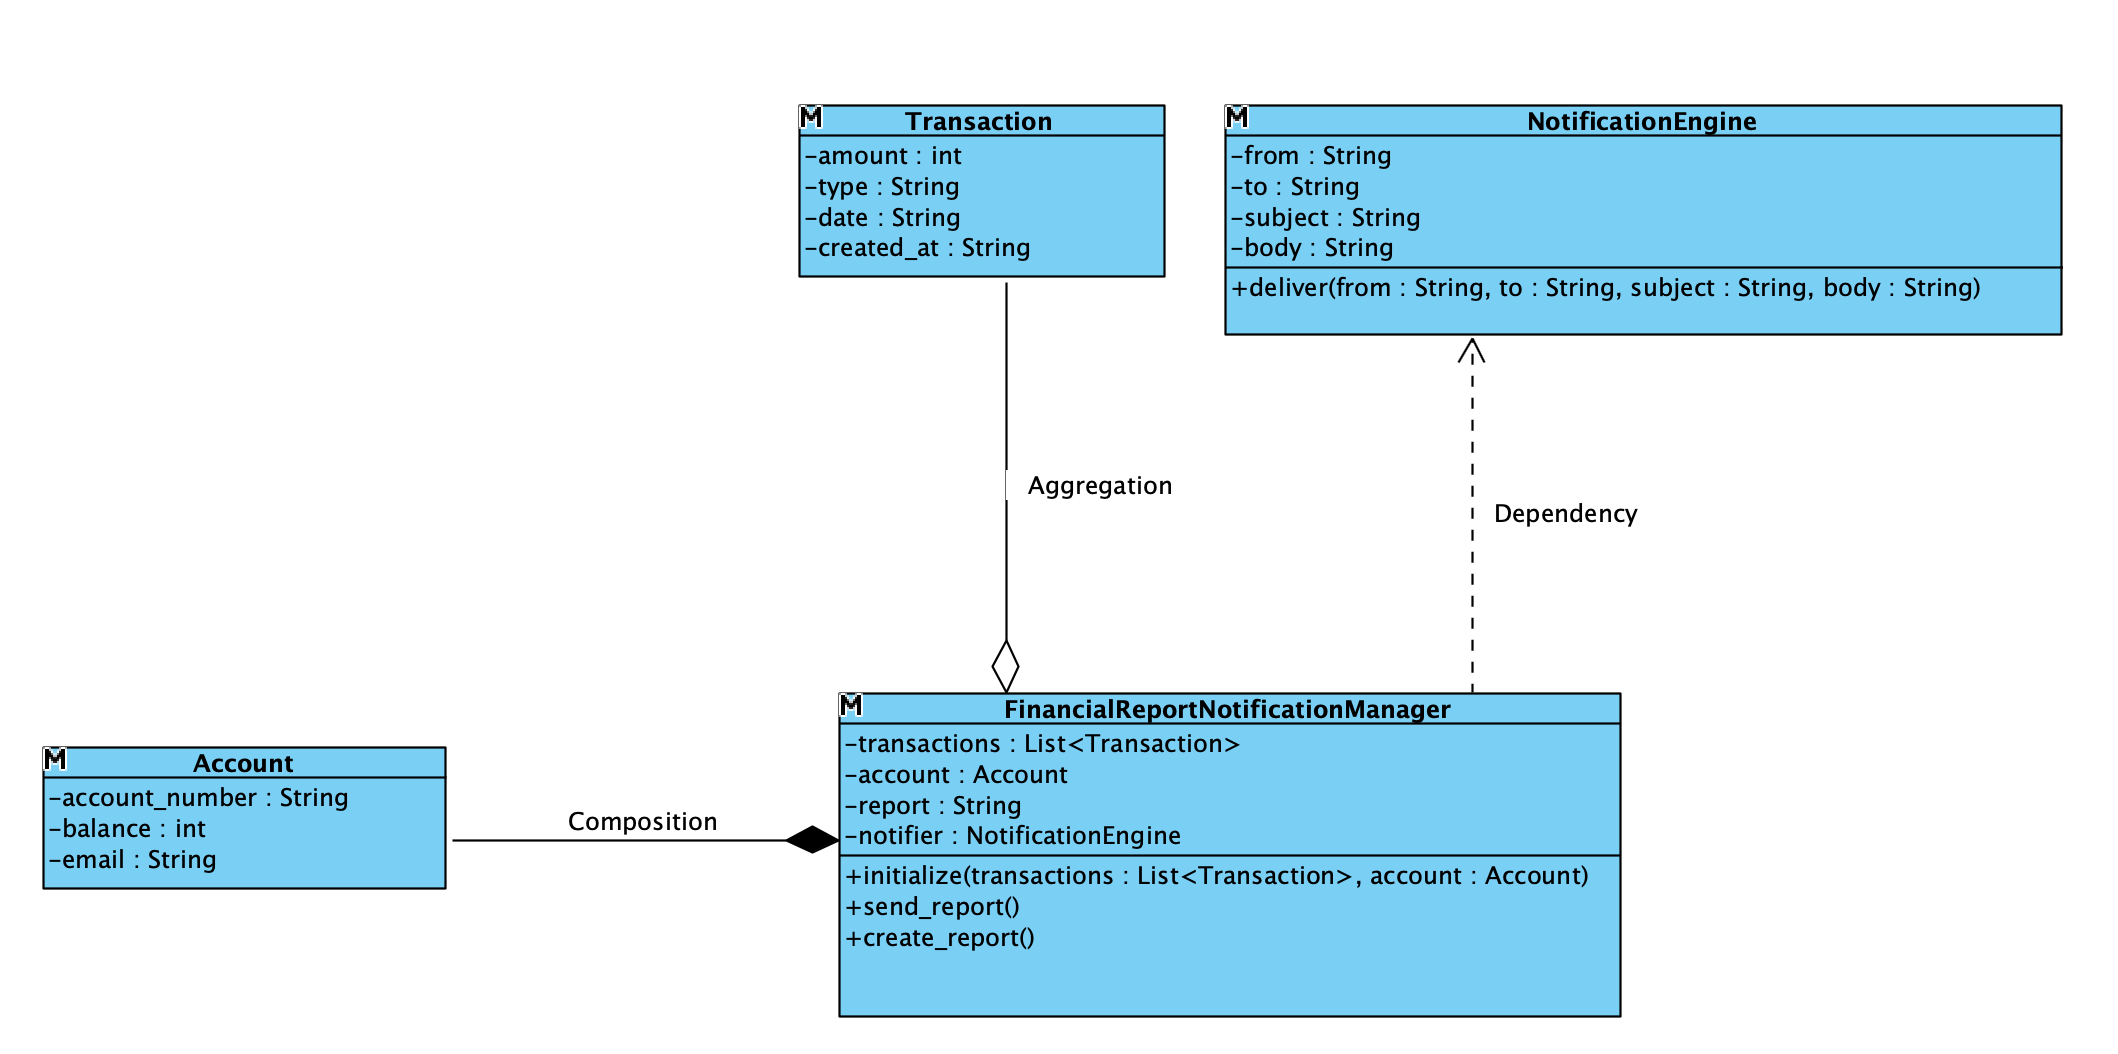 Transaction
-amount : int
-type : String
-date : String
-created_at : String
NotificationEngine
-from : String
-to : String
-subject : String
-body : String
+deliver(from : String, to : String, subject : String, body : String)
Aggregation
Dependency
Account
-account_number : String
-balance : int
-email : String
Composition
FinancialReportNotificationManager
-transactions : List<Transaction>
-account : Account
-report : String
-notifier : NotificationEngine
+initialize(transactions : List<Transaction>, account : Account)
+send_report()
+create_report()